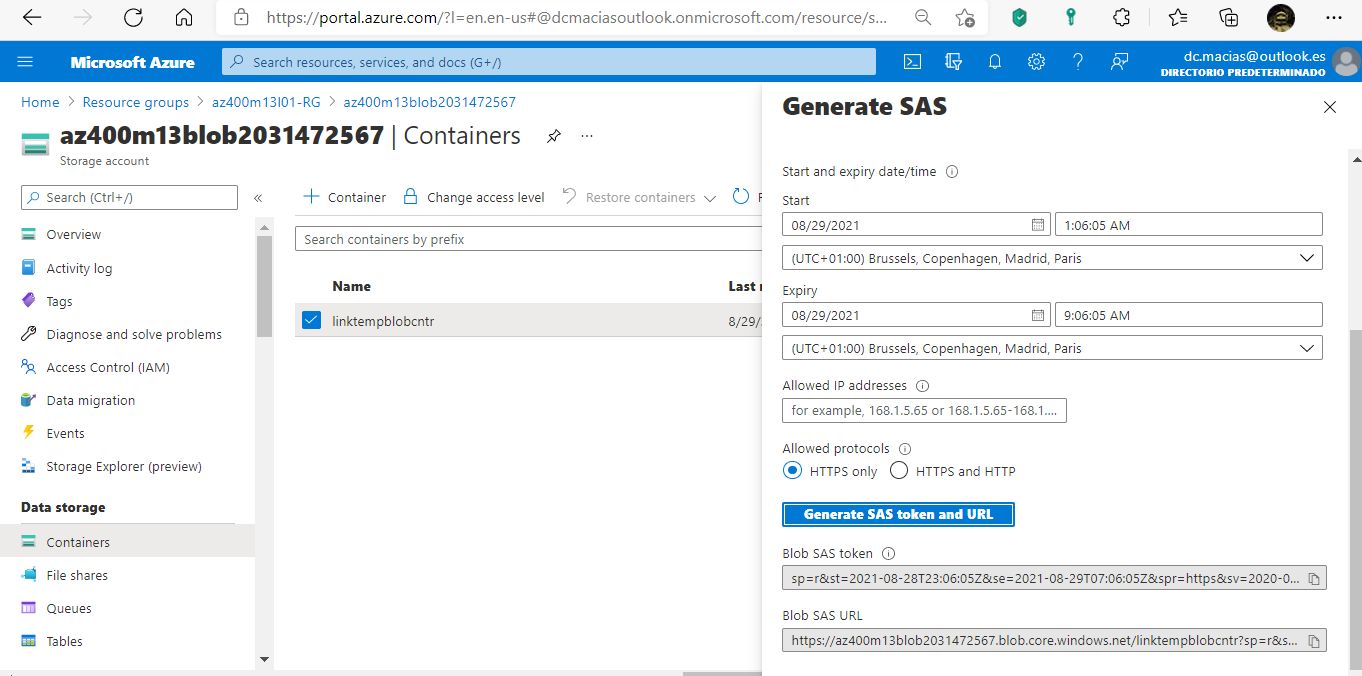 https://portal.azure.com/?l=en.en-us#@dcmaciasoutlook.onmicrosoft.com/resource/s...
Microsoft Azure
Search resources, services, and docs (G+/)
dc.macias@outlook.es
DIRECTORIO PREDETERMINADO
Home > Resource groups > az400m13l01-RG > az400m13blob2031472567
az400m13blob2031472567 | Containers
Storage account
Search (Ctrl+/)
Overview
Activity log
Tags
Diagnose and solve problems
Access Control (IAM)
Data migration
Events
Storage Explorer (preview)
Data storage
Containers
File shares
Queues
Tables
Container
Change access level
Restore containers
Search containers by prefix
Name
Last
linktempblobcntr
8/29/
Generate SAS
Start and expiry date/time
Start
08/29/2021
1:06:05 AM
(UTC+01:00) Brussels, Copenhagen, Madrid, Paris
Expiry
08/29/2021
9:06:05 AM
(UTC+01:00) Brussels, Copenhagen, Madrid, Paris
Allowed IP addresses
for example, 168.1.5.65 or 168.1.5.65-168.1....
Allowed protocols
HTTPS only
HTTPS and HTTP
Generate SAS token and URL
Blob SAS token
sp=r&st=2021-08-28T23:06:05Z&se=2021-08-29T07:06:05Z&spr=https&sv=2020-0...
Blob SAS URL
https://az400m13blob2031472567.blob.core.windows.net/linktempblobcntr?sp=r&s...